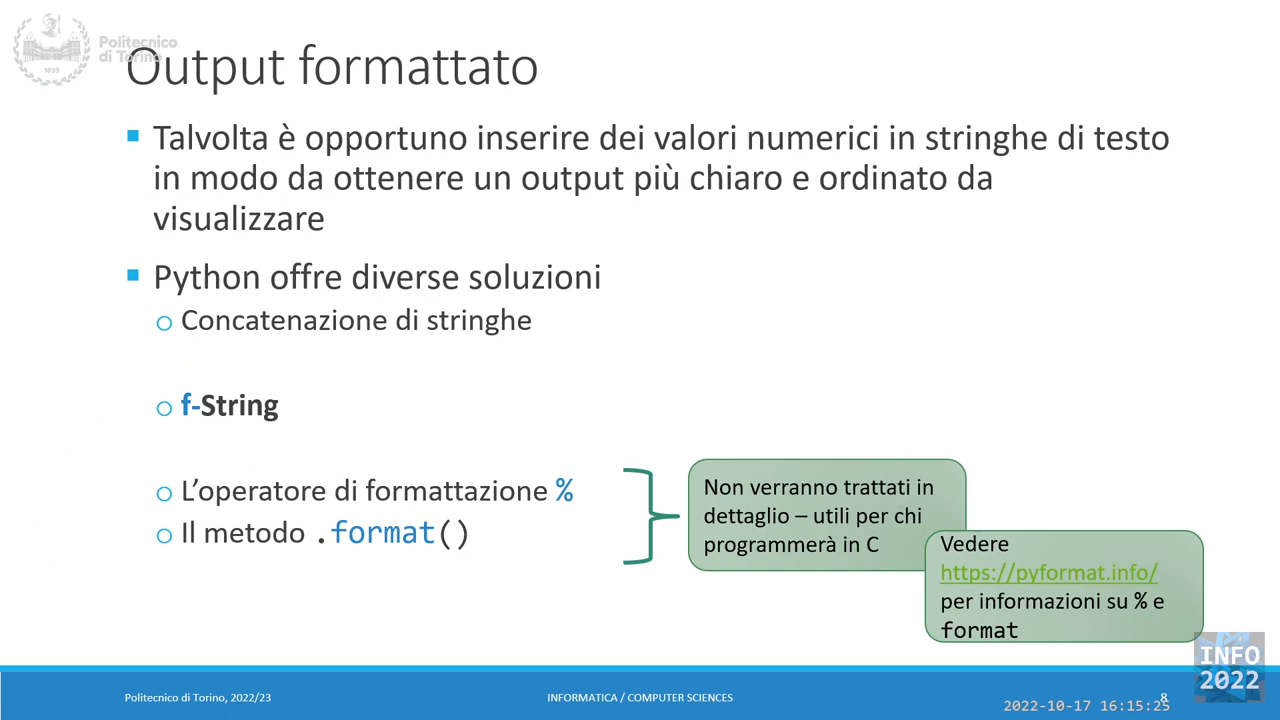 Politecnico
di Torino
1859
Output formattato
Talvolta è opportuno inserire dei valori numerici in stringhe di testo
in modo da ottenere un output più chiaro e ordinato da
visualizzare
Python offre diverse soluzioni
Concatenazione di stringhe
f-String
L'operatore di formattazione %
Il metodo .format()
Non verranno trattati in
dettaglio – utili per chi
programmerà in C
Vedere
https://pyformat.info/
per informazioni su % e
format
INFO
2022
Politecnico di Torino, 2022/23
INFORMATICA / COMPUTER SCIENCES
8
2022-10-17 16:15:25